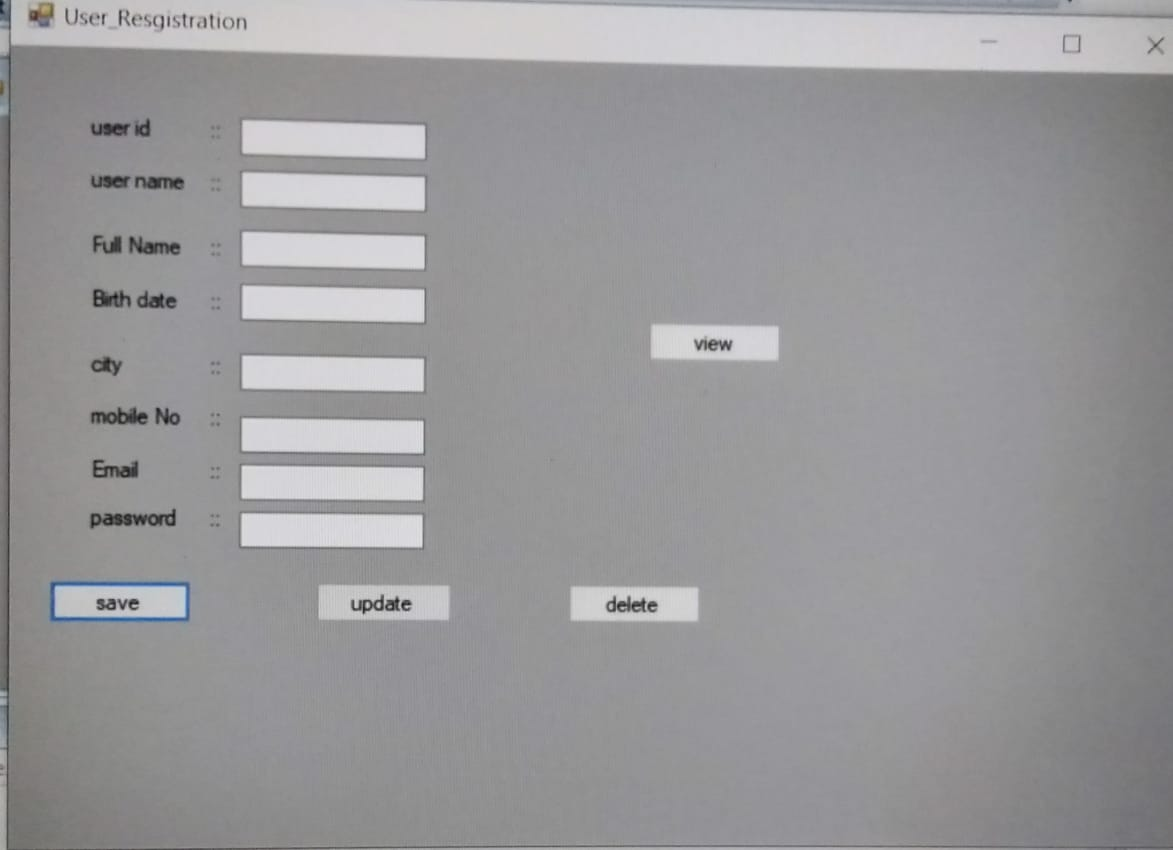 User_Resgistration
user id ::
user name ::
Full Name ::
Birth date ::
view
city ::
mobile No ::
Email ::
password ::
save update delete